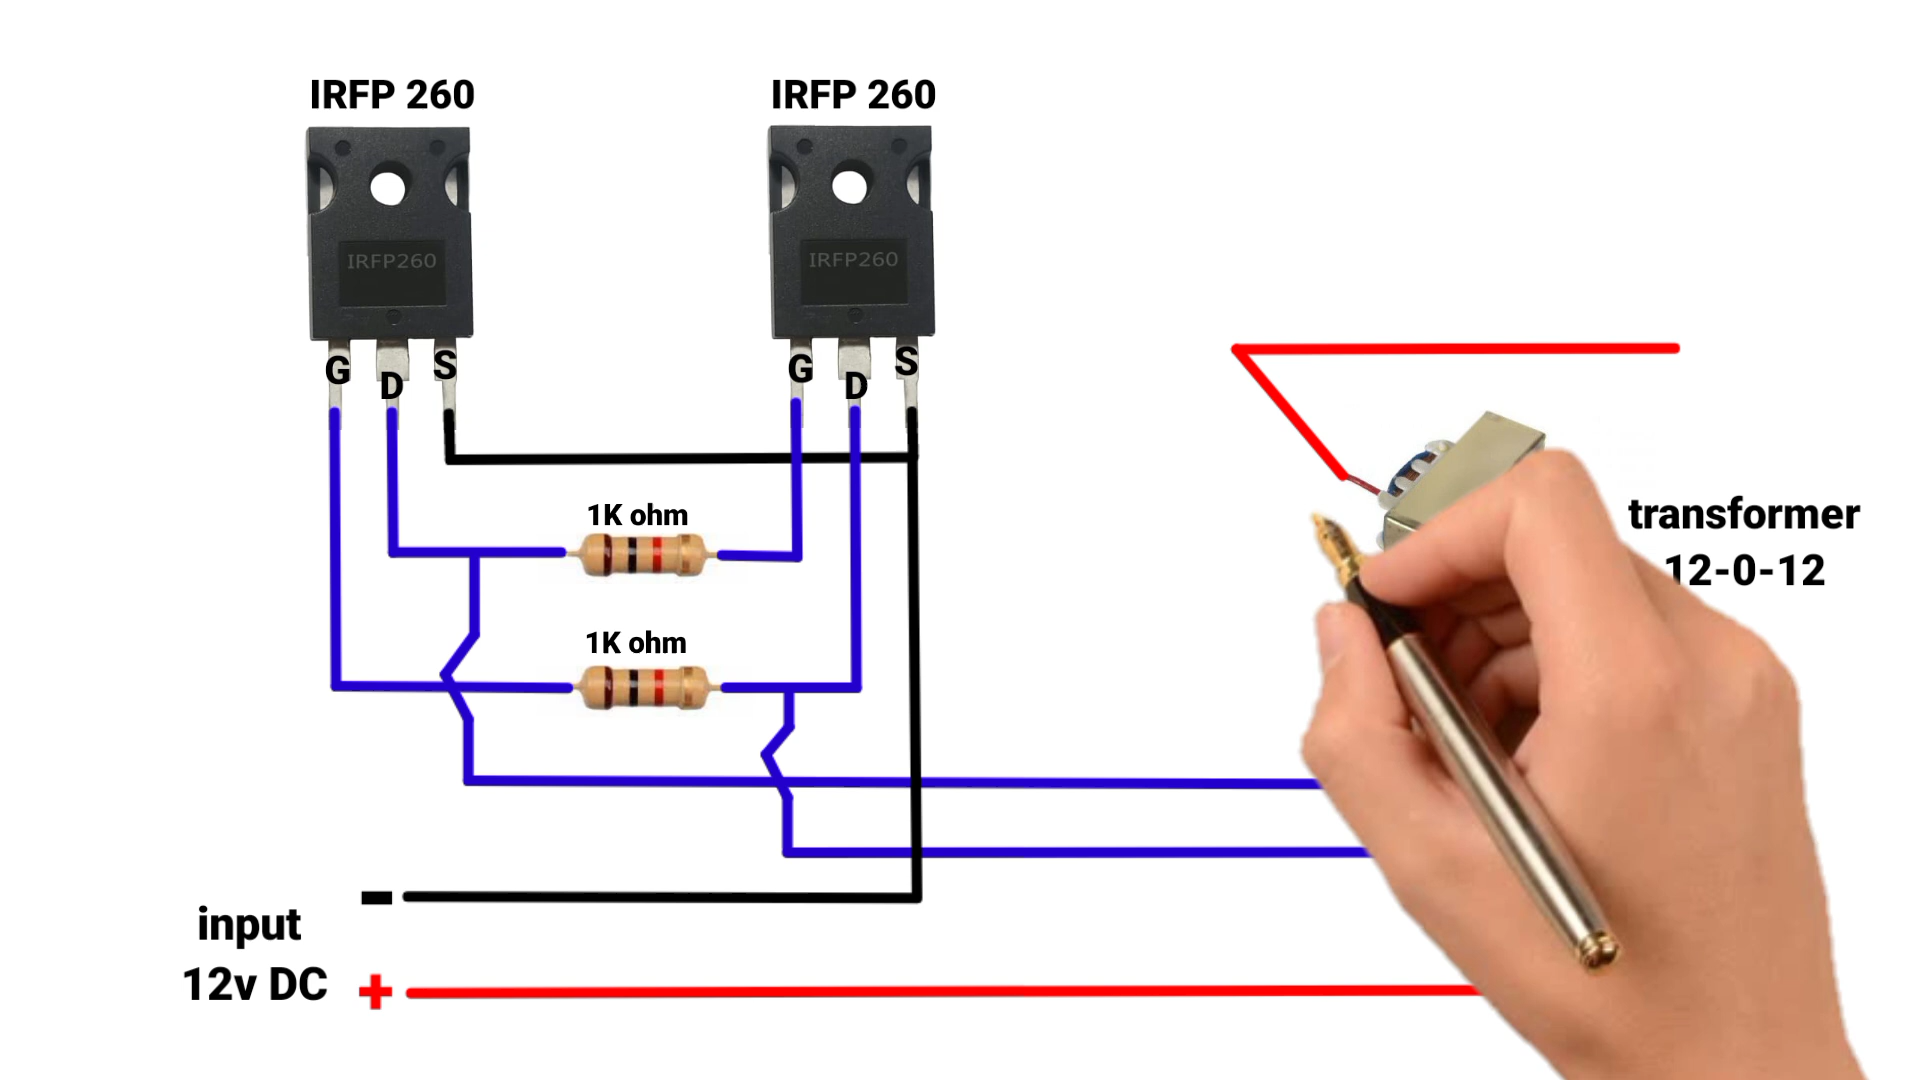 IRFP 260
IRFP 260
IRFP260
IRFP260
G
D
S
G
D
S
1K ohm
1K ohm
transformer
12-0-12
input
12v DC
-
+